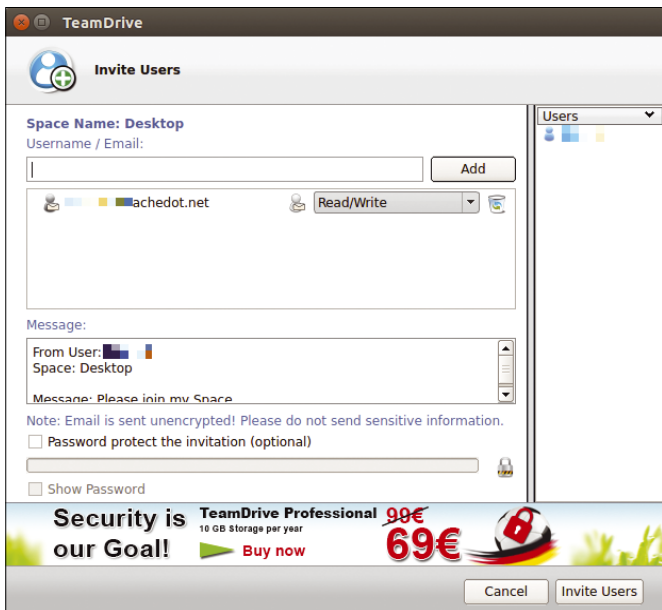 TeamDrive
Invite Users
Space Name: Desktop
Username / Email:
Add
achedot.net
Read/Write
Users
Message:
From User:
Space: Desktop
Message: Please join my Space
Note: Email is sent unencrypted! Please do not send sensitive information.
Password protect the invitation (optional)
Show Password
Security is
our Goal!
TeamDrive Professional
10 GB Storage per year
Buy now
99€
69€
Cancel
Invite Users